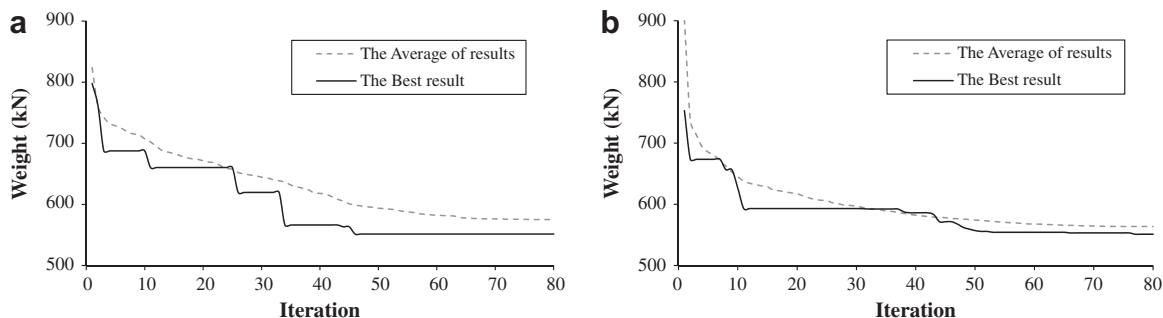 a
900
800
700
600
500
Weight (kN)
The Average of results
The Best result
0 10 20 30 40 50 60 70 80
Iteration
b
900
800
700
600
500
Weight (kN)
The Average of results
The Best result
0 10 20 30 40 50 60 70 80
Iteration